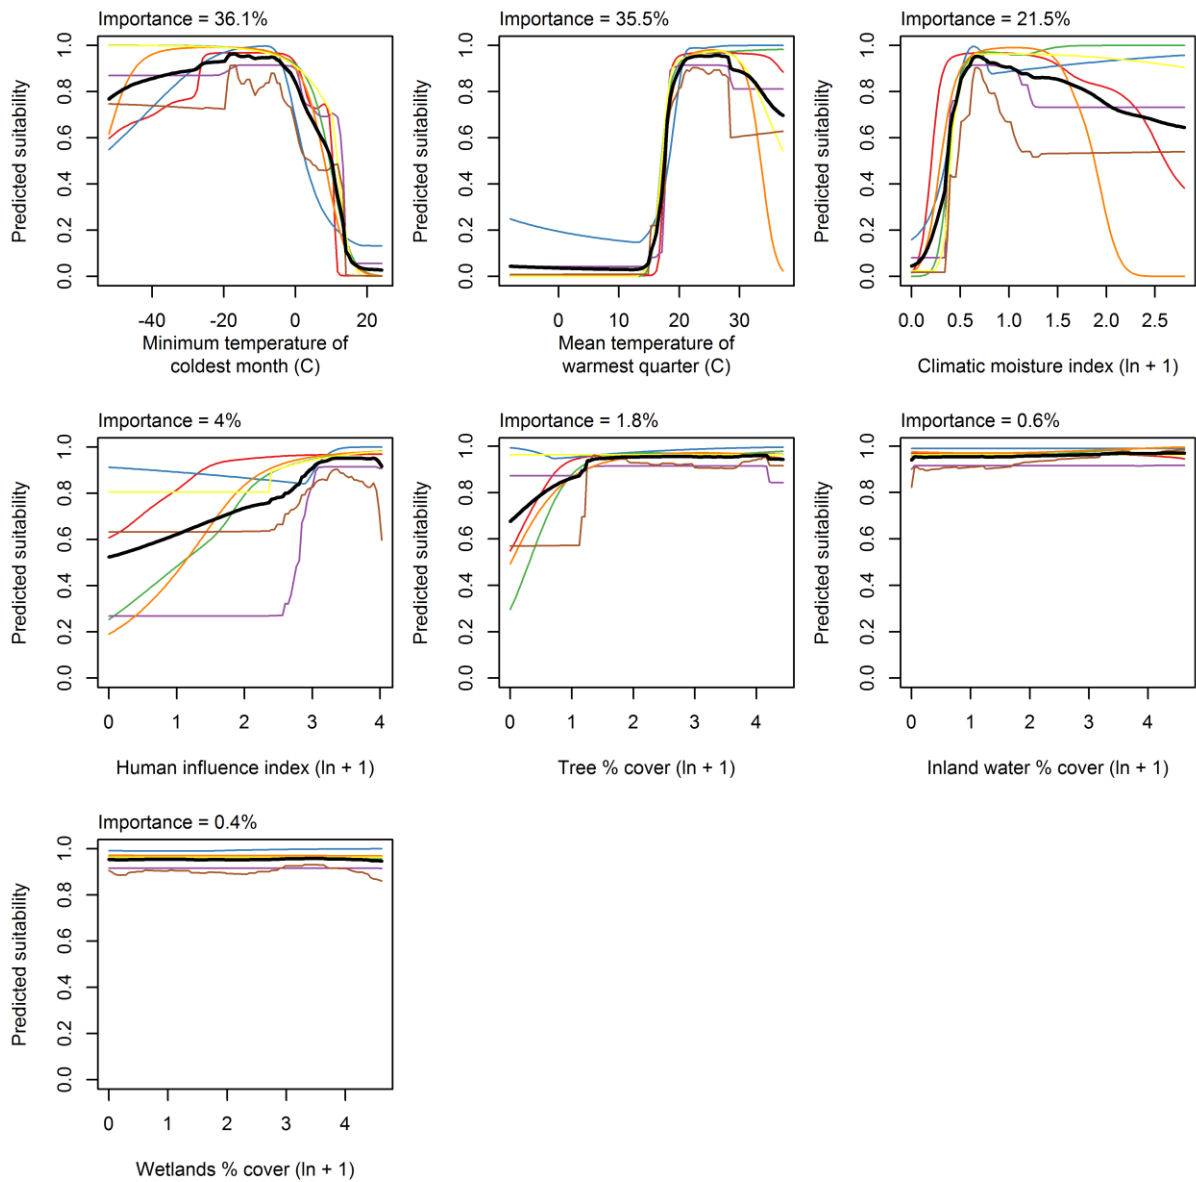 Importance = 36.1%
Predicted suitability
0.0 0.2 0.4 0.6 0.8 1.0
-40 -20 0 20
Minimum temperature of
coldest month (C)
Importance = 35.5%
Predicted suitability
0.0 0.2 0.4 0.6 0.8 1.0
0 10 20 30
Mean temperature of
warmest quarter (C)
Importance = 21.5%
Predicted suitability
0.0 0.2 0.4 0.6 0.8 1.0
0.0 0.5 1.0 1.5 2.0 2.5
Climatic moisture index (ln + 1)
Importance = 4%
Predicted suitability
0.0 0.2 0.4 0.6 0.8 1.0
0 1 2 3 4
Human influence index (ln + 1)
Importance = 1.8%
Predicted suitability
0.0 0.2 0.4 0.6 0.8 1.0
0 1 2 3 4
Tree % cover (ln + 1)
Importance = 0.6%
Predicted suitability
0.0 0.2 0.4 0.6 0.8 1.0
0 1 2 3 4
Inland water % cover (ln + 1)
Importance = 0.4%
Predicted suitability
0.0 0.2 0.4 0.6 0.8 1.0
0 1 2 3 4
Wetlands % cover (ln + 1)